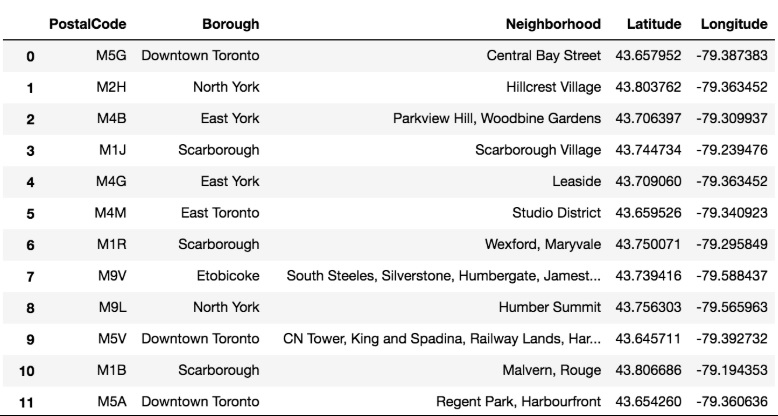 PostalCode Borough Neighborhood Latitude Longitude
0 M5G Downtown Toronto Central Bay Street 43.657952 -79.387383
1 M2H North York Hillcrest Village 43.803762 -79.363452
2 M4B East York Parkview Hill, Woodbine Gardens 43.706397 -79.309937
3 M1J Scarborough Scarborough Village 43.744734 -79.239476
4 M4G East York Leaside 43.709060 -79.363452
5 M4M East Toronto Studio District 43.659526 -79.340923
6 M1R Scarborough Wexford, Maryvale 43.750071 -79.295849
7 M9V Etobicoke South Steeles, Silverstone, Humbergate, Jamest... 43.739416 -79.588437
8 M9L North York Humber Summit 43.756303 -79.565963
9 M5V Downtown Toronto CN Tower, King and Spadina, Railway Lands, Har... 43.645711 -79.392732
10 M1B Scarborough Malvern, Rouge 43.806686 -79.194353
11 M5A Downtown Toronto Regent Park, Harbourfront 43.654260 -79.360636